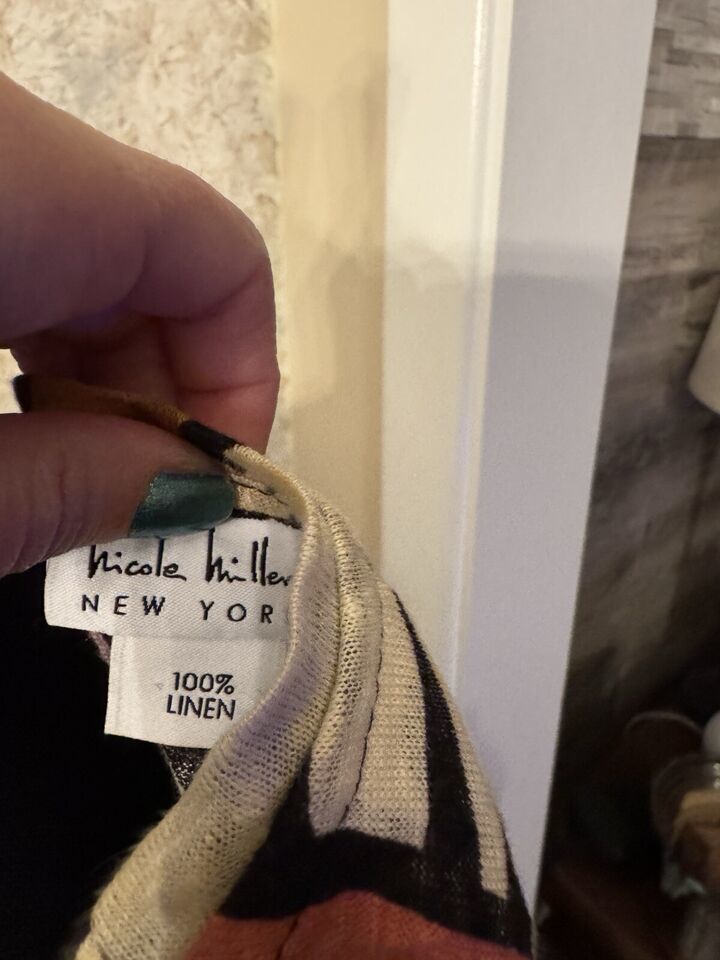 nicole miller
NEW YOR
100%
LINEN